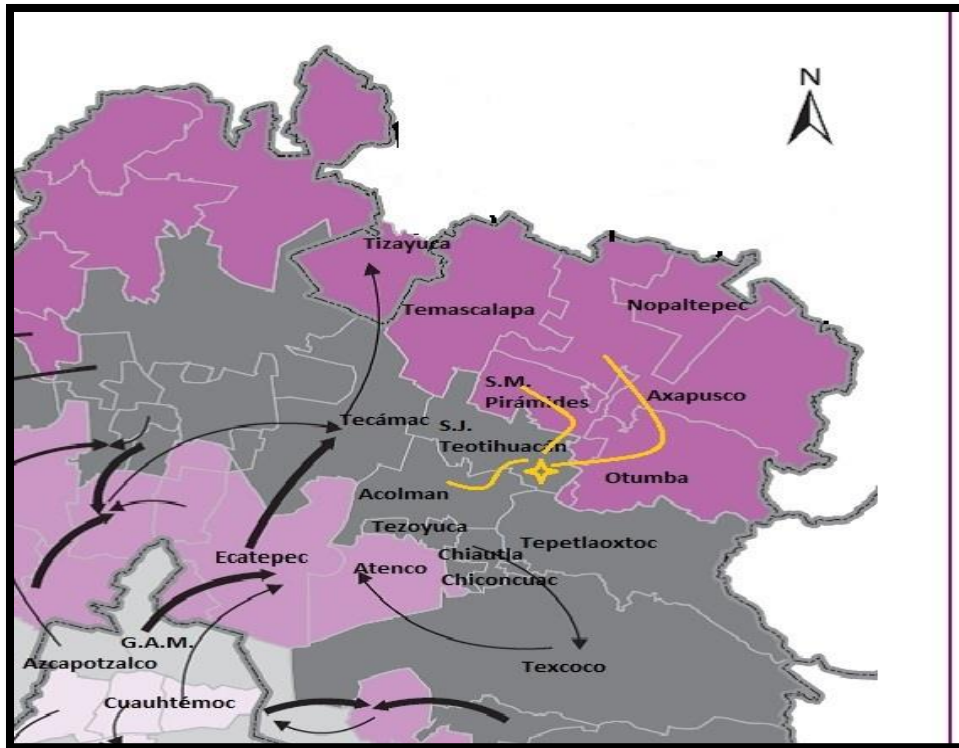 N
Tizayuca
Temascalapa
Nopaltepec
S.M.
Pirámides
Axapusco
Tecámac
S.J.
Teotihuacán
Otumba
Acolman
Tezoyuca
Ecatepec
Atenco
Chiautla
Tepetlaoxtoc
Chiconcuac
G.A.M.
Azcapotzalco
Texcoco
Cuauhtémoc